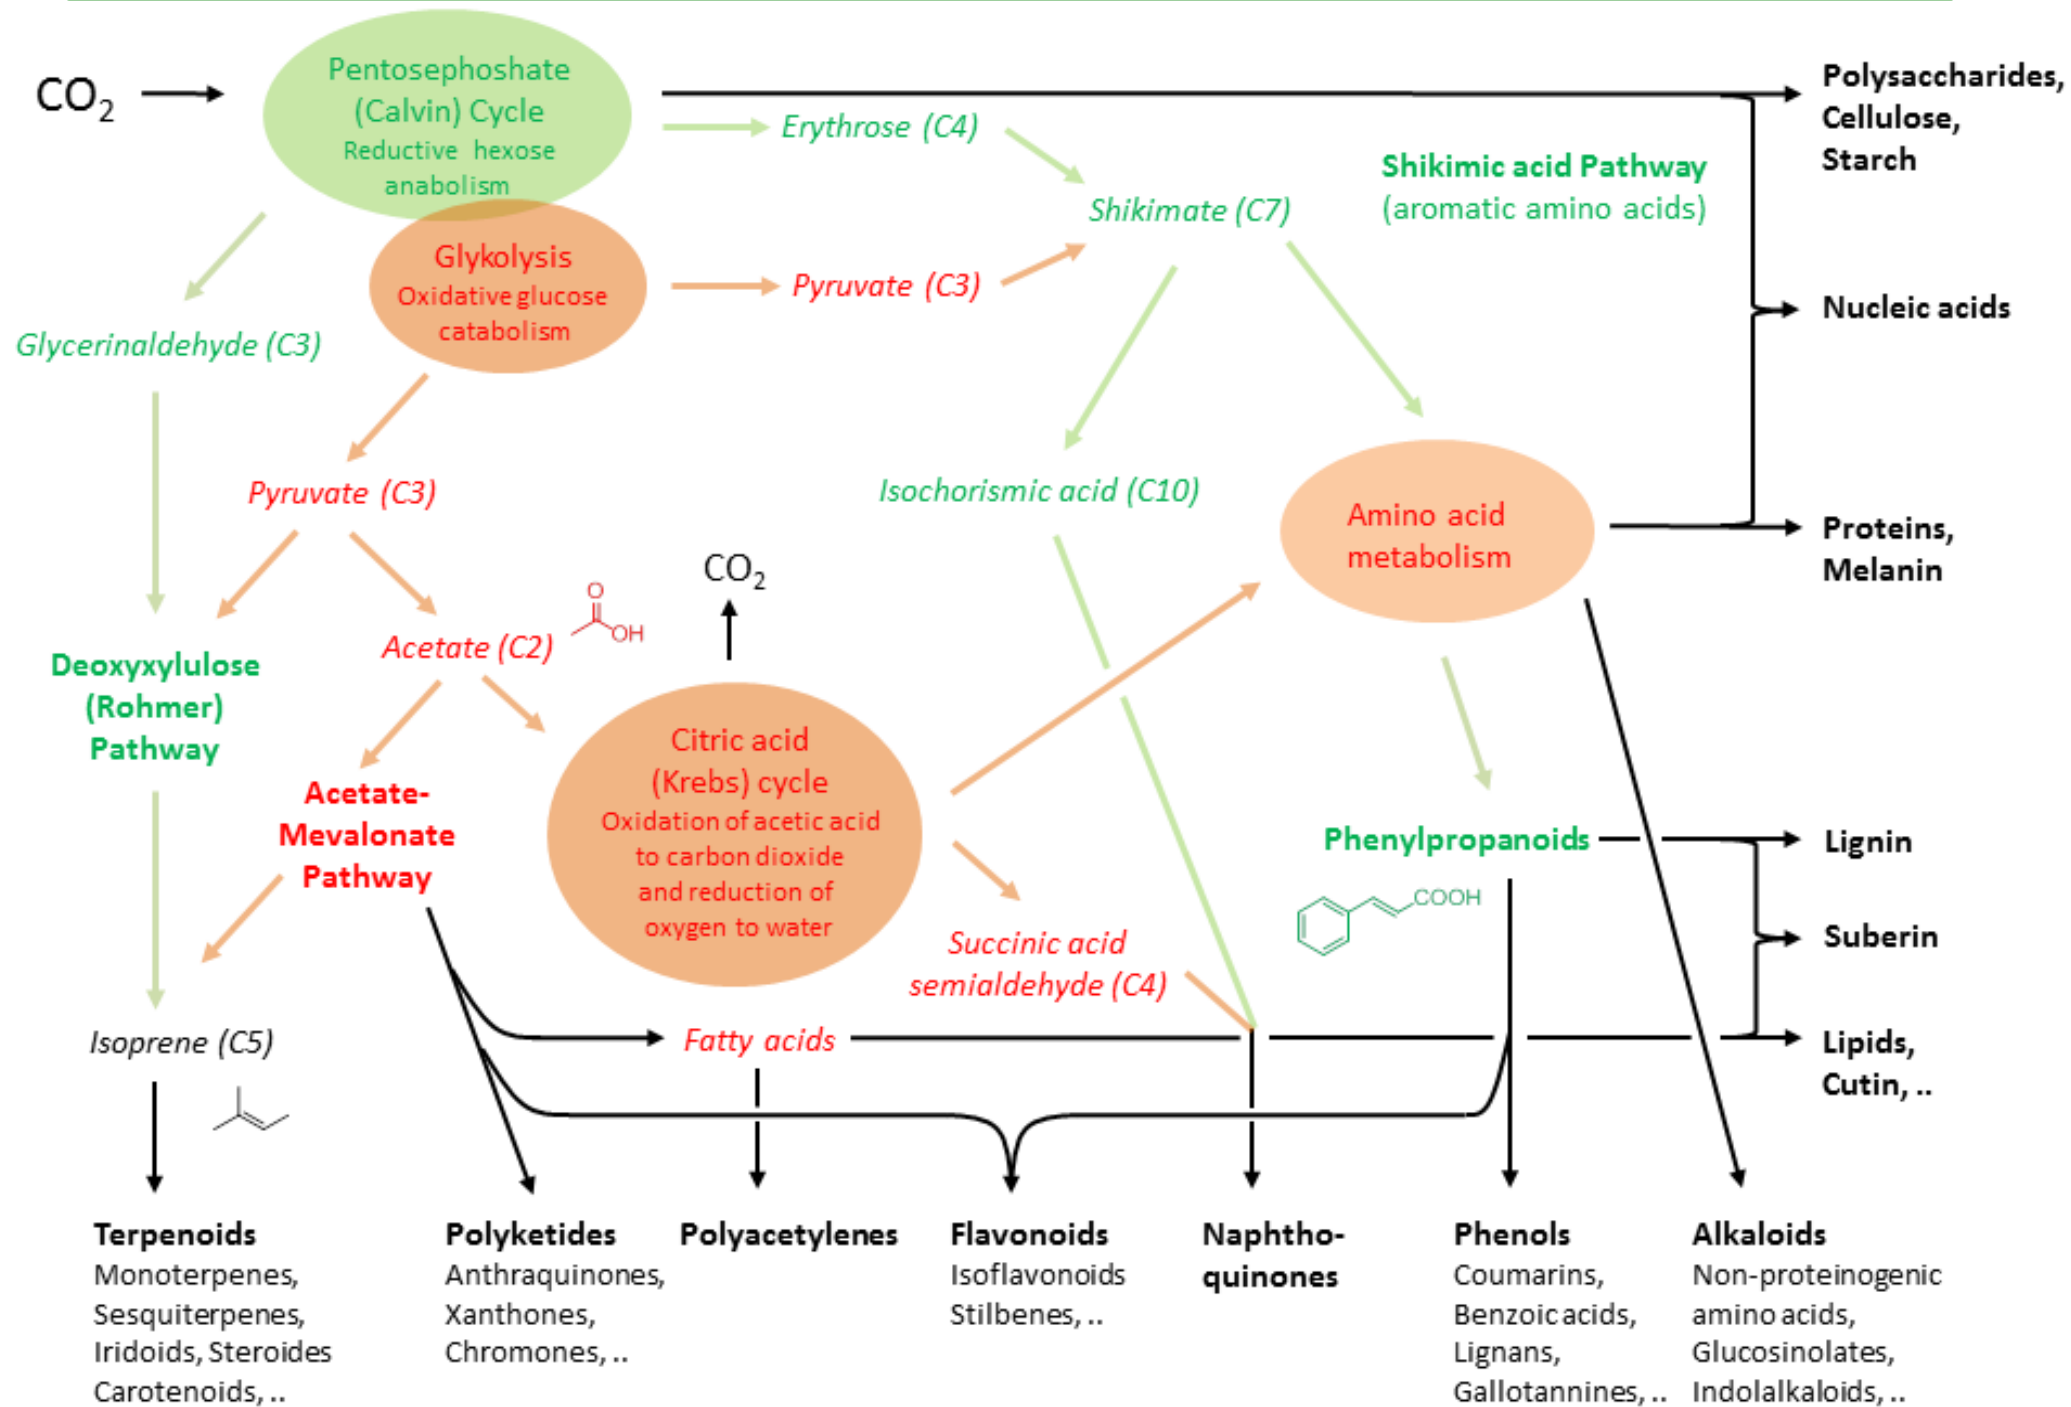 CO2
Pentosephoshate
(Calvin) Cycle
Reductive hexose
anabolism
Erythrose (C4)
Polysaccharides,
Cellulose,
Starch
Shikimic acid Pathway
(aromatic amino acids)
Shikimate (C7)
Glykolysis
Oxidative glucose
catabolism
Pyruvate (C3)
Nucleic acids
Glycerinaldehyde (C3)
Pyruvate (C3)
Isochorismic acid (C10)
Amino acid
metabolism
Proteins,
Melanin
CO2
O
OH
Acetate (C2)
Deoxyxylulose
(Rohmer)
Pathway
Citric acid
(Krebs) cycle
Oxidation of acetic acid
to carbon dioxide
and reduction of
oxygen to water
Acetate-
Mevalonate
Pathway
Phenylpropanoids
COOH
Lignin
Suberin
Succinic acid
semialdehyde (C4)
Isoprene (C5)
Fatty acids
Lipids,
Cutin, ..
Terpenoids
Monoterpenes,
Sesquiterpenes,
Iridoids, Steroides
Carotenoids, ..
Polyketides
Anthraquinones,
Xanthones,
Chromones, ..
Polyacetylenes
Flavonoids
Isoflavonoids
Stilbenes, ..
Naphtho-
quinones
Phenols
Coumarins,
Benzoic acids,
Lignans,
Gallotannines, ..
Alkaloids
Non-proteinogenic
amino acids,
Glucosinolates,
Indolalkaloids, ..